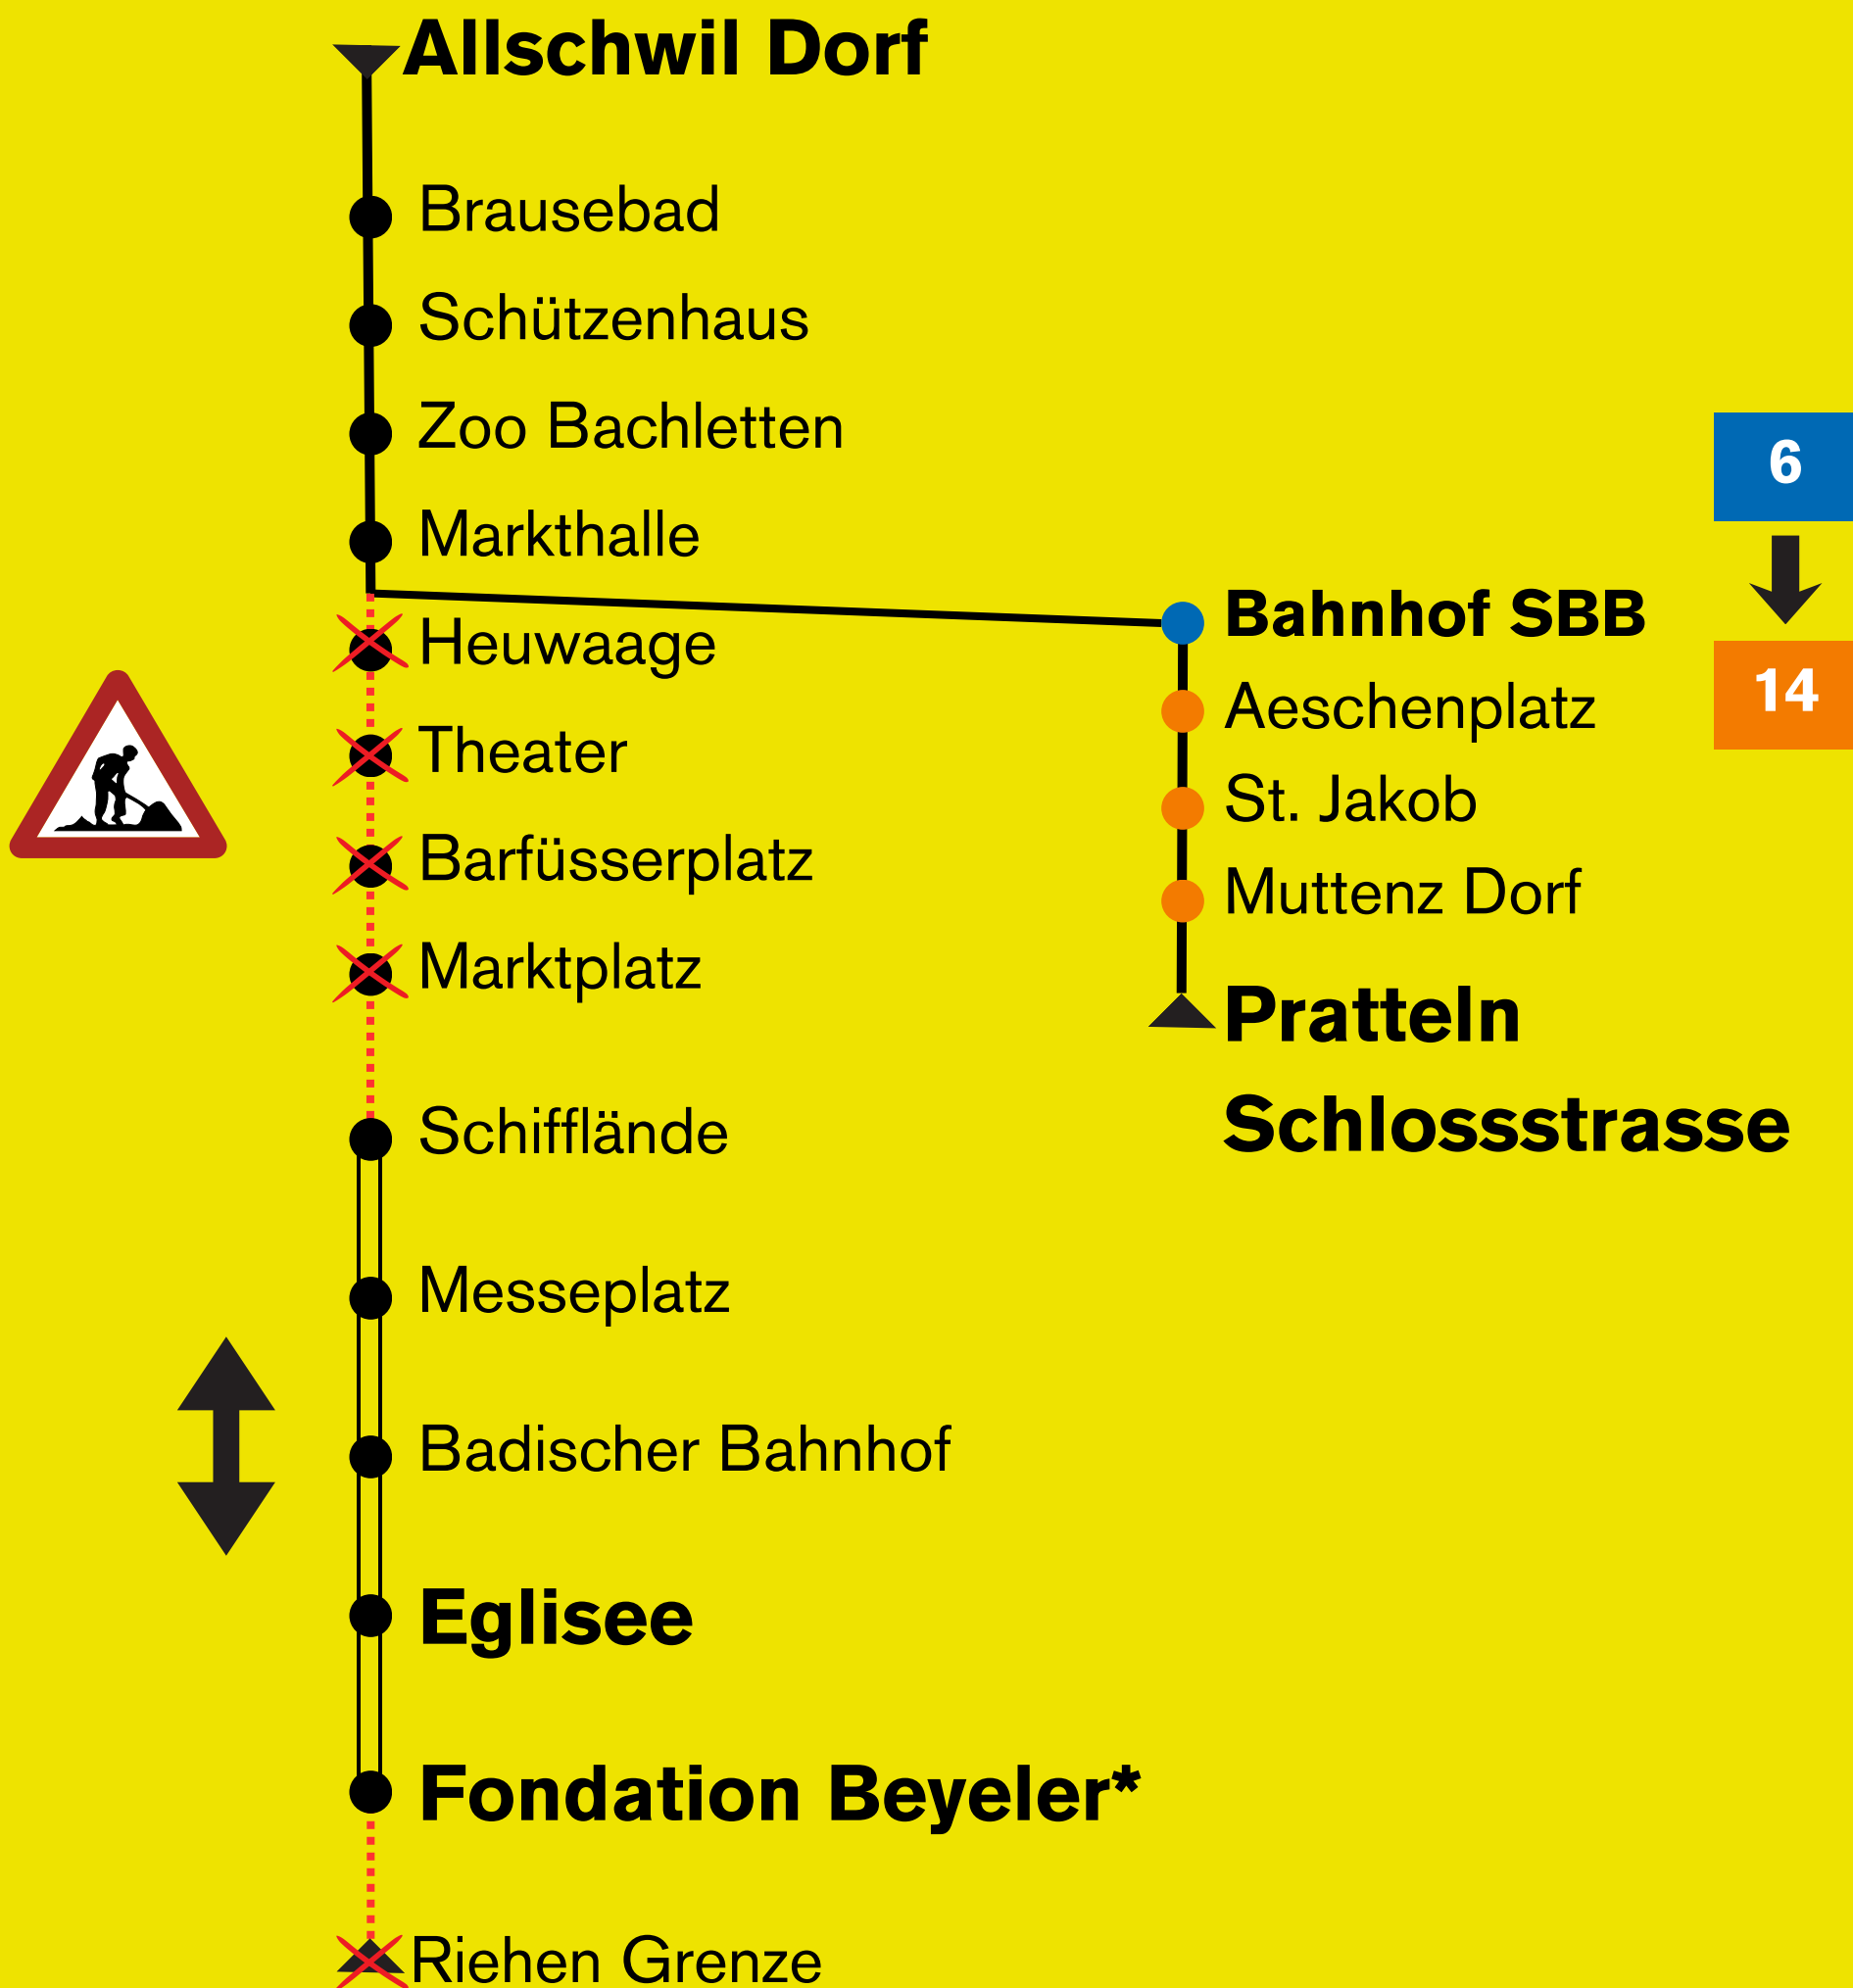 Allschwil Dorf
Brausebad
Schützenhaus
Zoo Bachletten
Markthalle
Heuwaage
Theater
Barfüsserplatz
Marktplatz
Schifflände
Messeplatz
Badischer Bahnhof
Eglisee
Fondation Beyeler*
Riehen Grenze
Bahnhof SBB
Aeschenplatz
St. Jakob
Muttenz Dorf
Pratteln
Schlossstrasse
6
14